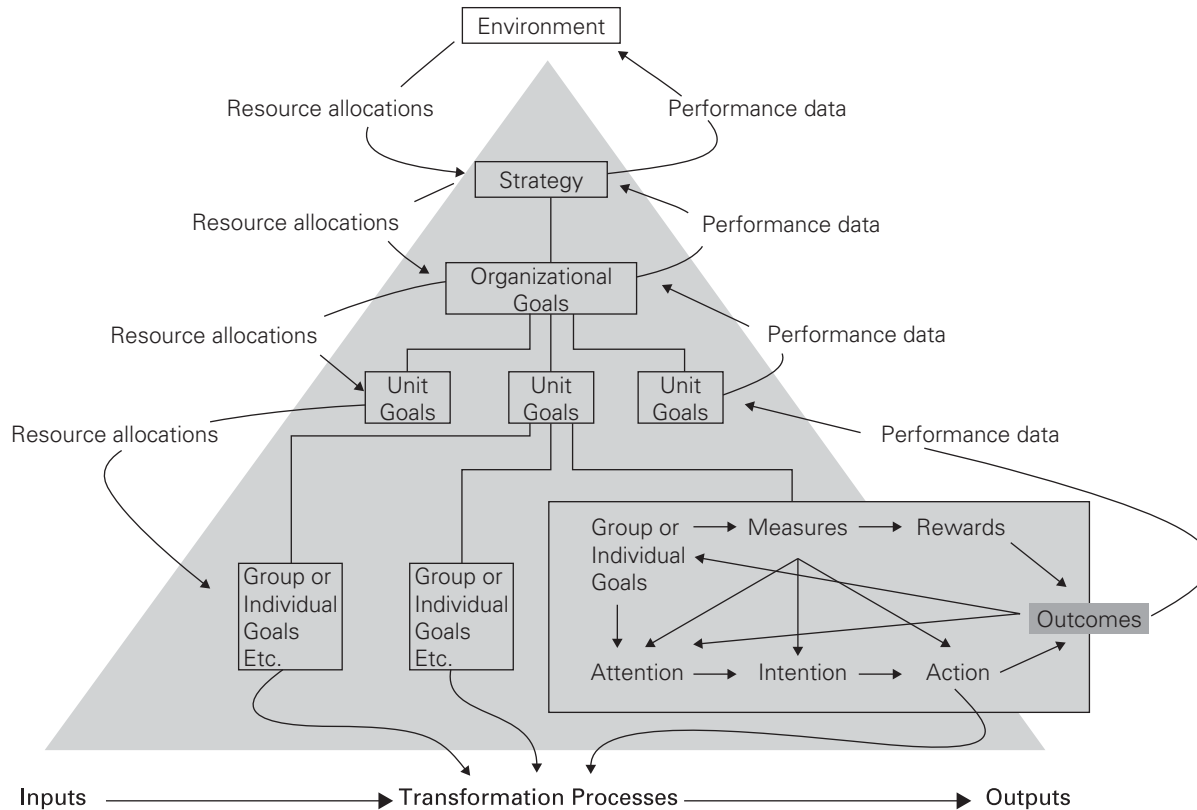 Environment
Resource allocations
Performance data
Strategy
Resource allocations
Performance data
Organizational
Goals
Resource allocations
Performance data
Unit
Goals
Unit
Goals
Unit
Goals
Resource allocations
Performance data
Group or
Individual
Goals
Measures
Rewards
Group or
Individual
Goals
Etc.
Group or
Individual
Goals
Etc.
Outcomes
Attention
Intention
Action
Inputs
Transformation Processes
Outputs